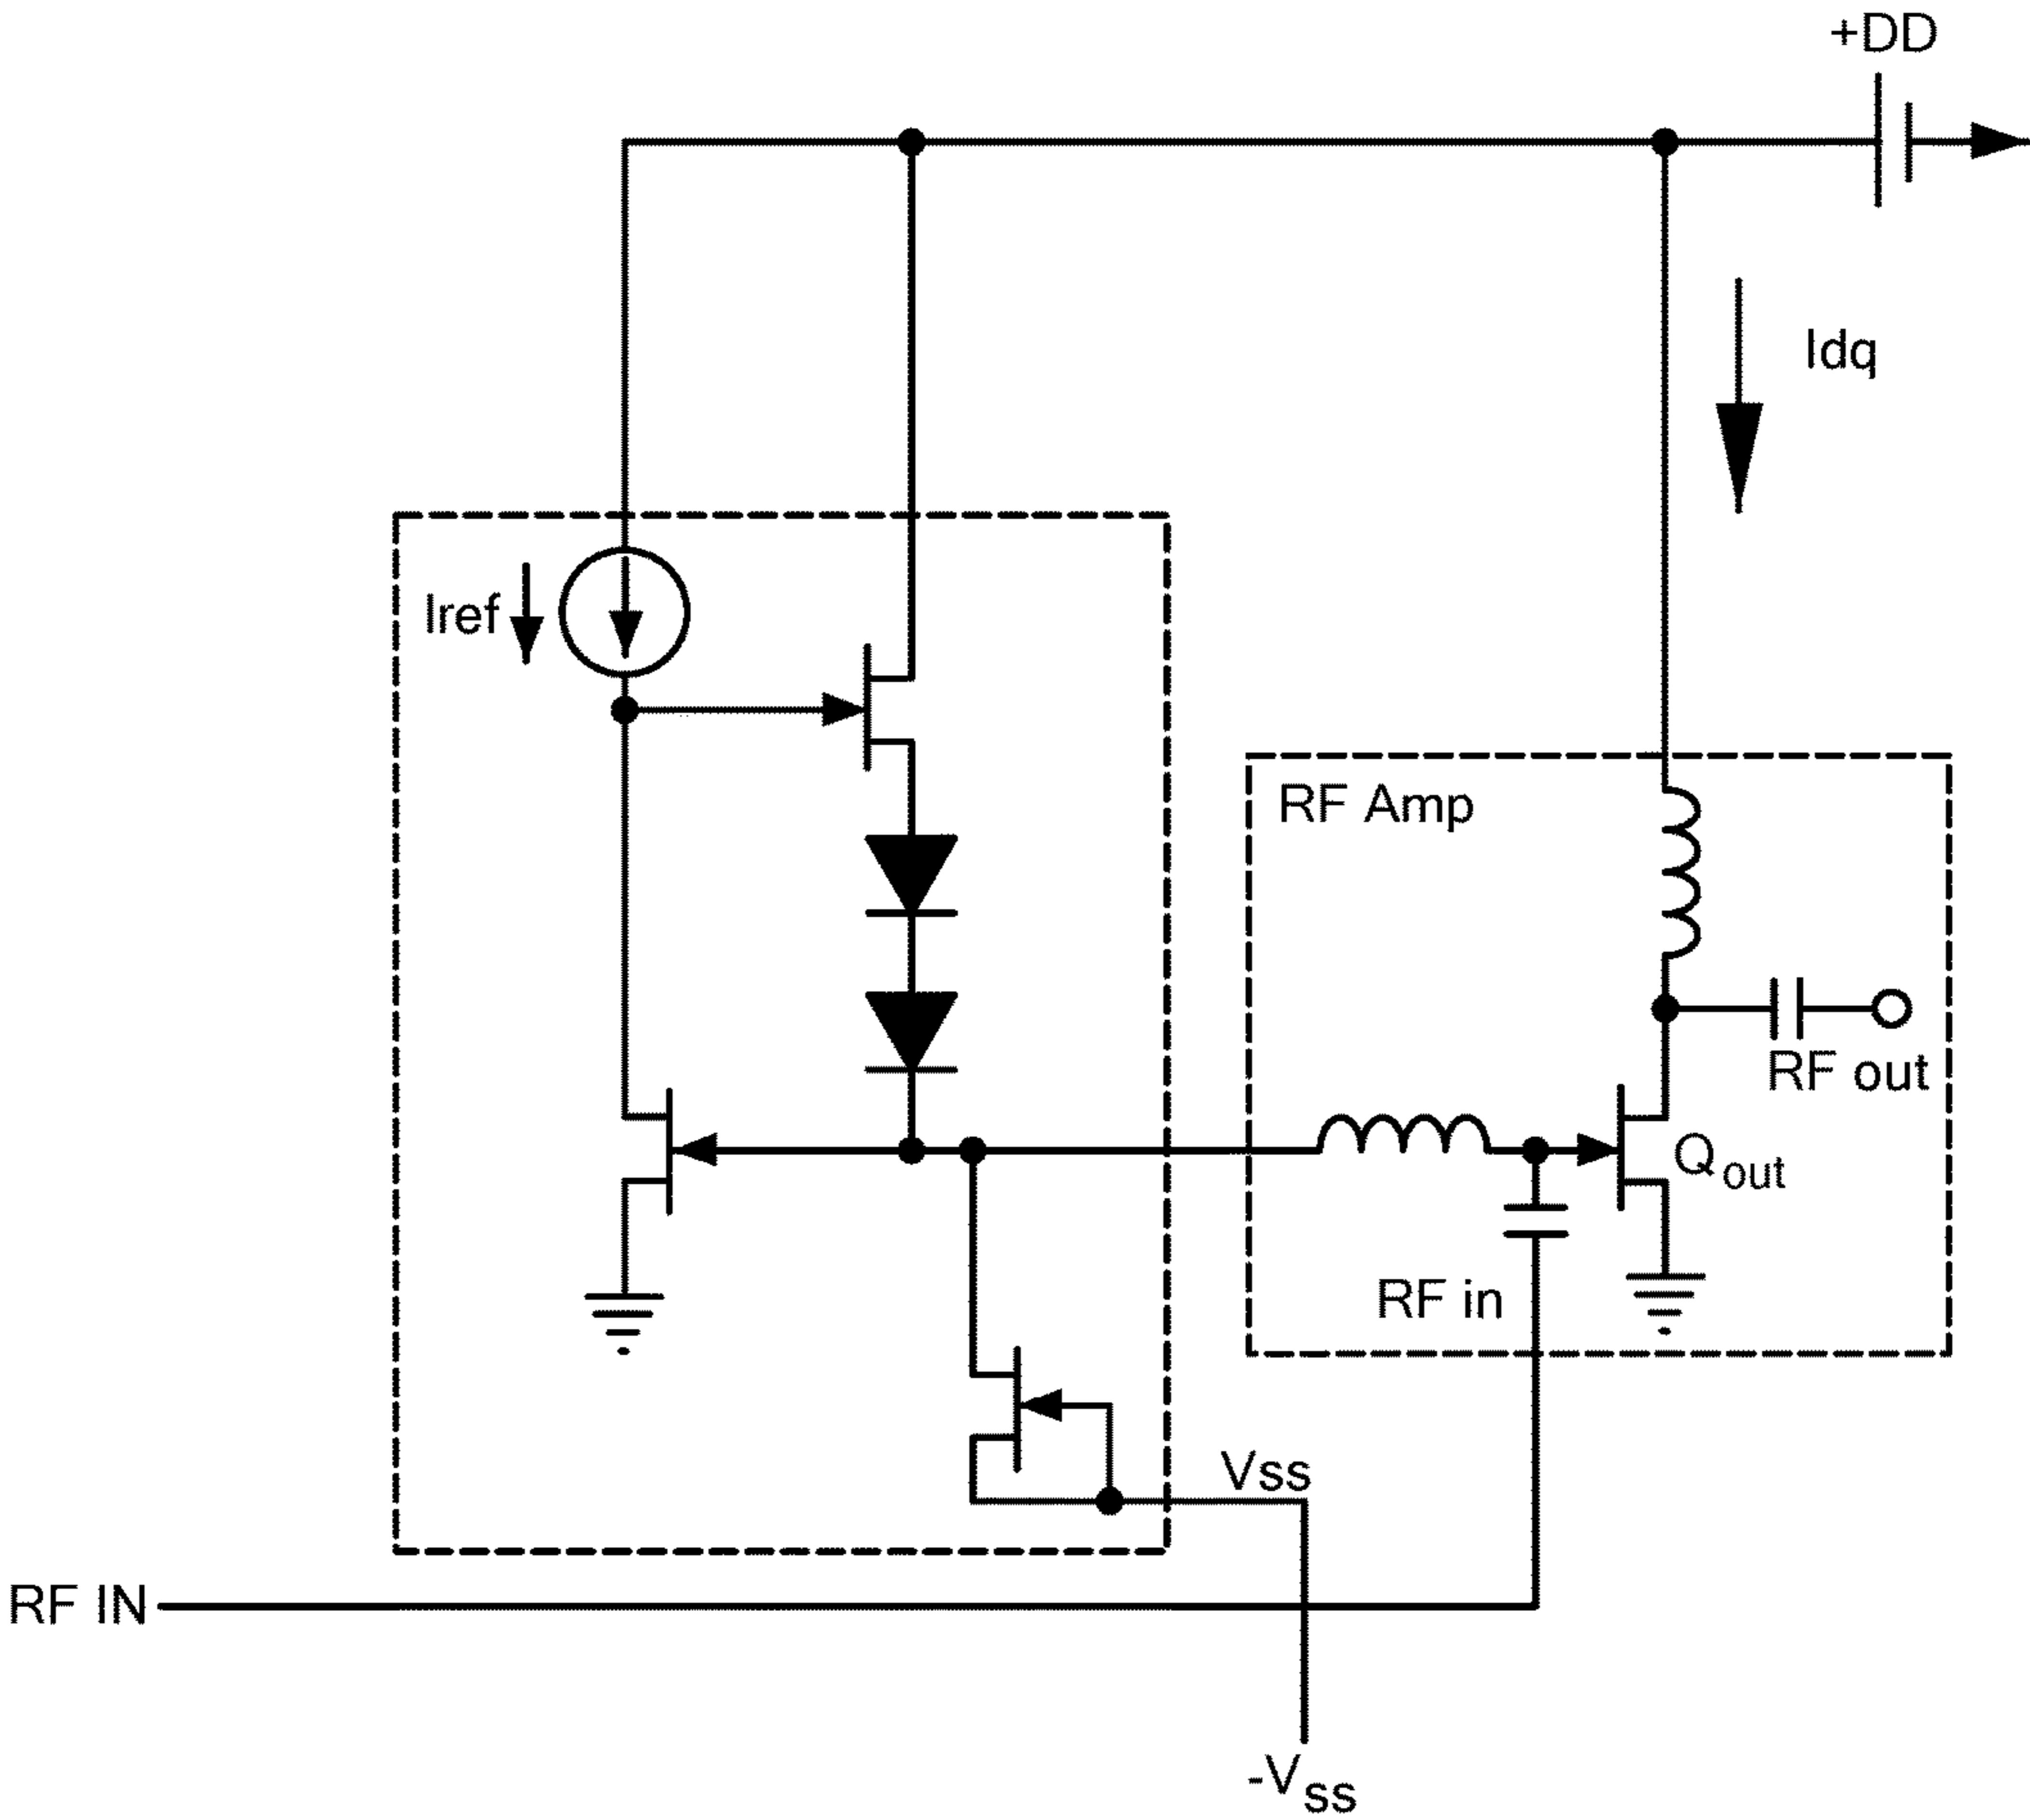 +DD
Idq
Iref
RF Amp
RF out
Qout
RF in
Vss
RF IN
-Vss